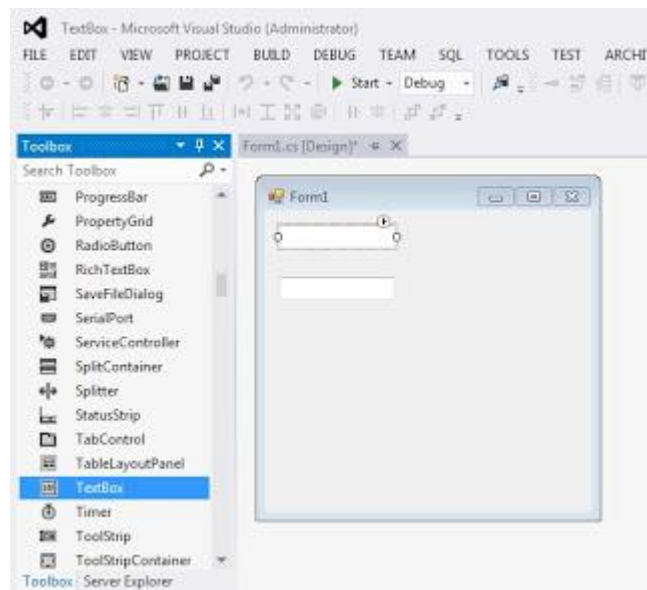 TextBox - Microsoft Visual Studio (Administrator)
FILE EDIT VIEW PROJECT BUILD DEBUG TEAM SQL TOOLS TEST ARCHI
Start - Debug
Toolbox
Form1.cs [Design]*
Search Toolbox
ProgressBar
Form1
PropertyGrid
RadioButton
RichTextBox
SaveFileDialog
SerialPort
ServiceController
SplitContainer
Splitter
StatusStrip
TabControl
TableLayoutPanel
TextBox
Timer
ToolStrip
ToolStripContainer
Toolbox Server Explorer